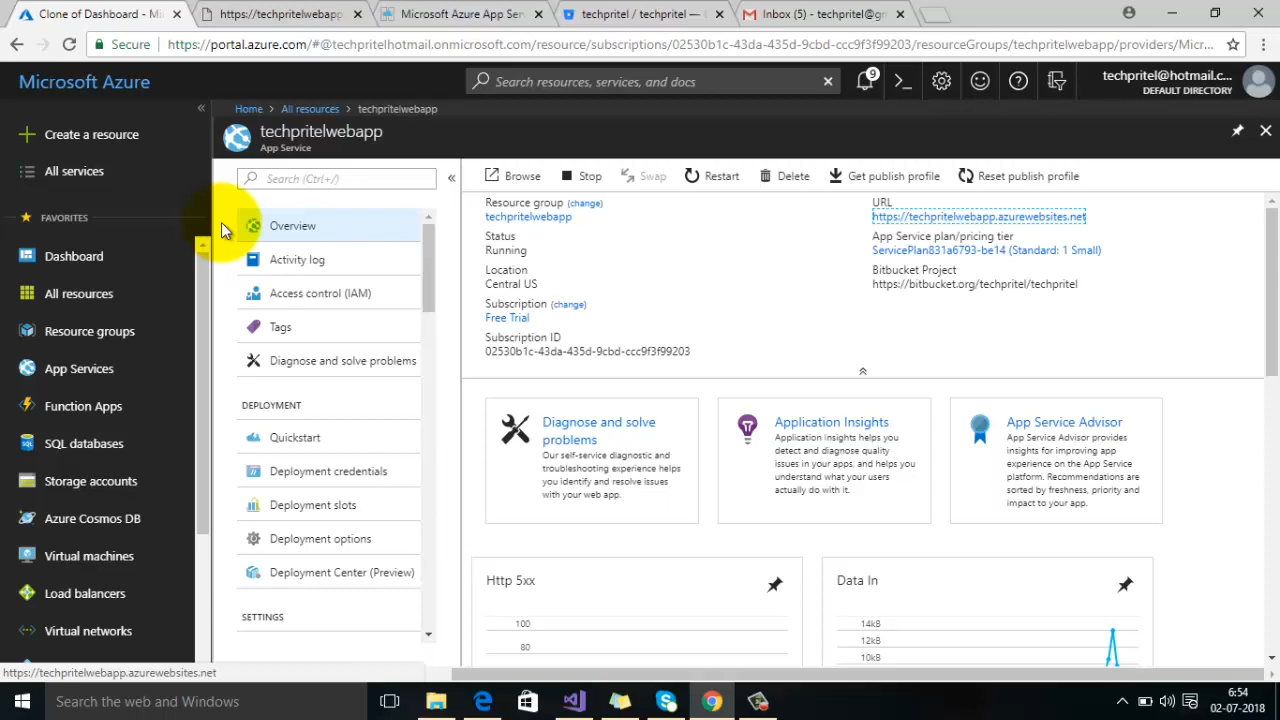 Clone of Dashboard - Mi
https://techpritelwebapp
Microsoft Azure App Ser
techpritel / techpritel —
Inbox (5) - techpritel@gm
Secure
https://portal.azure.com/#@techpritelhotmail.onmicrosoft.com/resource/subscriptions/02530b1c-43da-435d-9cbd-ccc9f3f99203/resourceGroups/techpritelwebapp/providers/Micr...
Microsoft Azure
Search resources, services, and docs
9
techpritel@hotmail.c...
DEFAULT DIRECTORY
Home > All resources > techpritelwebapp
techpritelwebapp
App Service
Create a resource
All services
FAVORITES
Dashboard
All resources
Resource groups
App Services
Function Apps
SQL databases
Storage accounts
Azure Cosmos DB
Virtual machines
Load balancers
Virtual networks
Search (Ctrl+/)
Overview
Activity log
Access control (IAM)
Tags
Diagnose and solve problems
DEPLOYMENT
Quickstart
Deployment credentials
Deployment slots
Deployment options
Deployment Center (Preview)
SETTINGS
Browse
Stop
Swap
Restart
Delete
Get publish profile
Reset publish profile
Resource group (change)
techpritelwebapp
Status
Running
Location
Central US
Subscription (change)
Free Trial
Subscription ID
02530b1c-43da-435d-9cbd-ccc9f3f99203
URL
https://techpritelwebapp.azurewebsites.net
App Service plan/pricing tier
ServicePlan831a6793-be14 (Standard: 1 Small)
Bitbucket Project
https://bitbucket.org/techpritel/techpritel
Diagnose and solve
problems
Our self-service diagnostic and
troubleshooting experience helps
you identify and resolve issues
with your web app.
Application Insights
Application Insights helps you
detect and diagnose quality
issues in your apps, and helps you
understand what your users
actually do with it.
App Service Advisor
App Service Advisor provides
insights for improving app
experience on the App Service
platform. Recommendations are
sorted by freshness, priority and
impact to your app.
Http 5xx
100
80
Data In
14kB
12kB
10kB
https://techpritelwebapp.azurewebsites.net
Search the web and Windows
6:54
02-07-2018